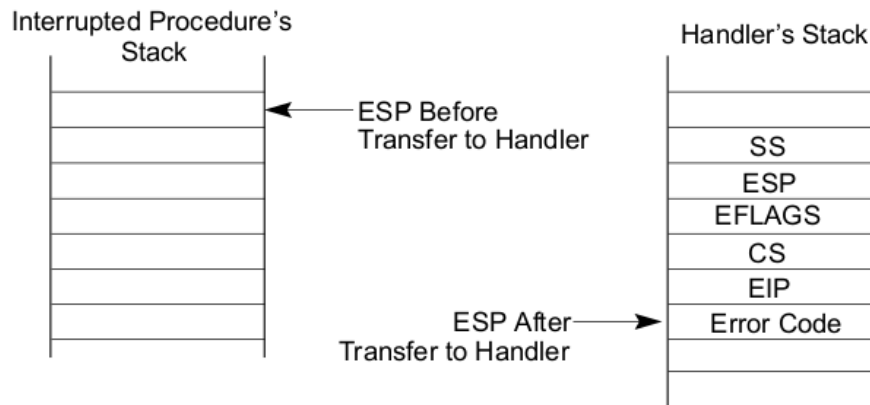 Interrupted Procedure's
Stack
Handler's Stack
ESP Before
Transfer to Handler
SS
ESP
EFLAGS
CS
EIP
ESP After
Transfer to Handler
Error Code